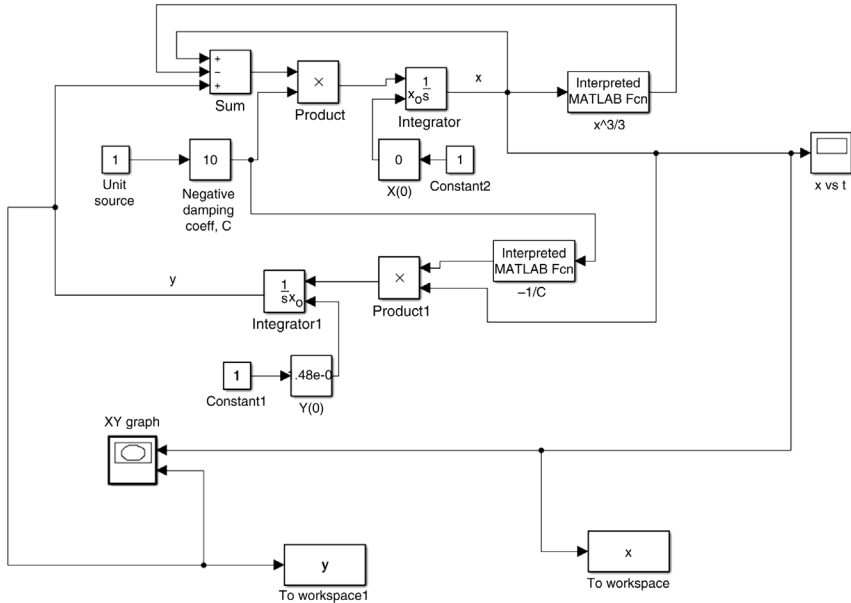 +
−
+
Sum
×
Product
1
s
x₀
Integrator
x
Interpreted
MATLAB Fcn
x^3/3
1
Unit
source
10
Negative
damping
coeff, C
0
X(0)
1
Constant2
x vs t
y
1
s
x₀
Integrator1
×
Product1
Interpreted
MATLAB Fcn
−1/C
1
Constant1
.48e-0
Y(0)
XY graph
y
To workspace1
x
To workspace